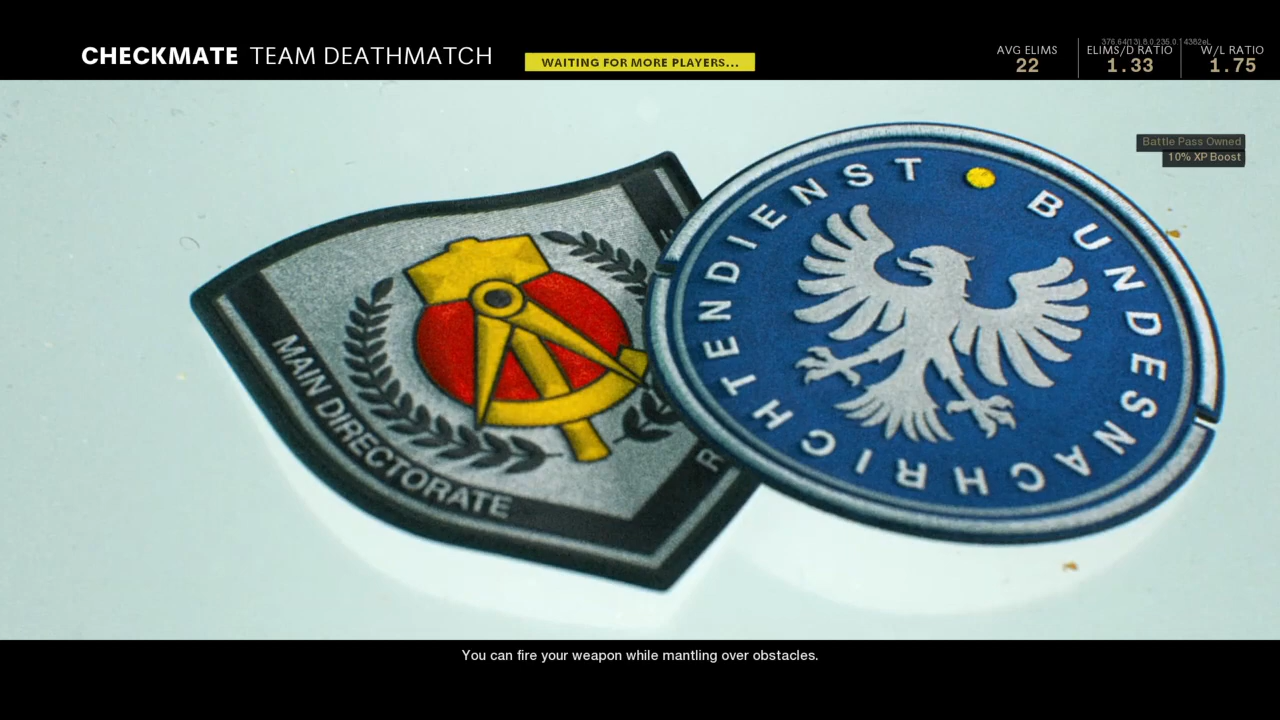 CHECKMATE TEAM DEATHMATCH
WAITING FOR MORE PLAYERS...
AVG ELIMS
22
ELIMS/D RATIO
1.33
W/L RATIO
1.75
Battle Pass Owned
10% XP Boost
MAIN DIRECTORATE
R
BUNDESNACHRICHTENDIENST
You can fire your weapon while mantling over obstacles.